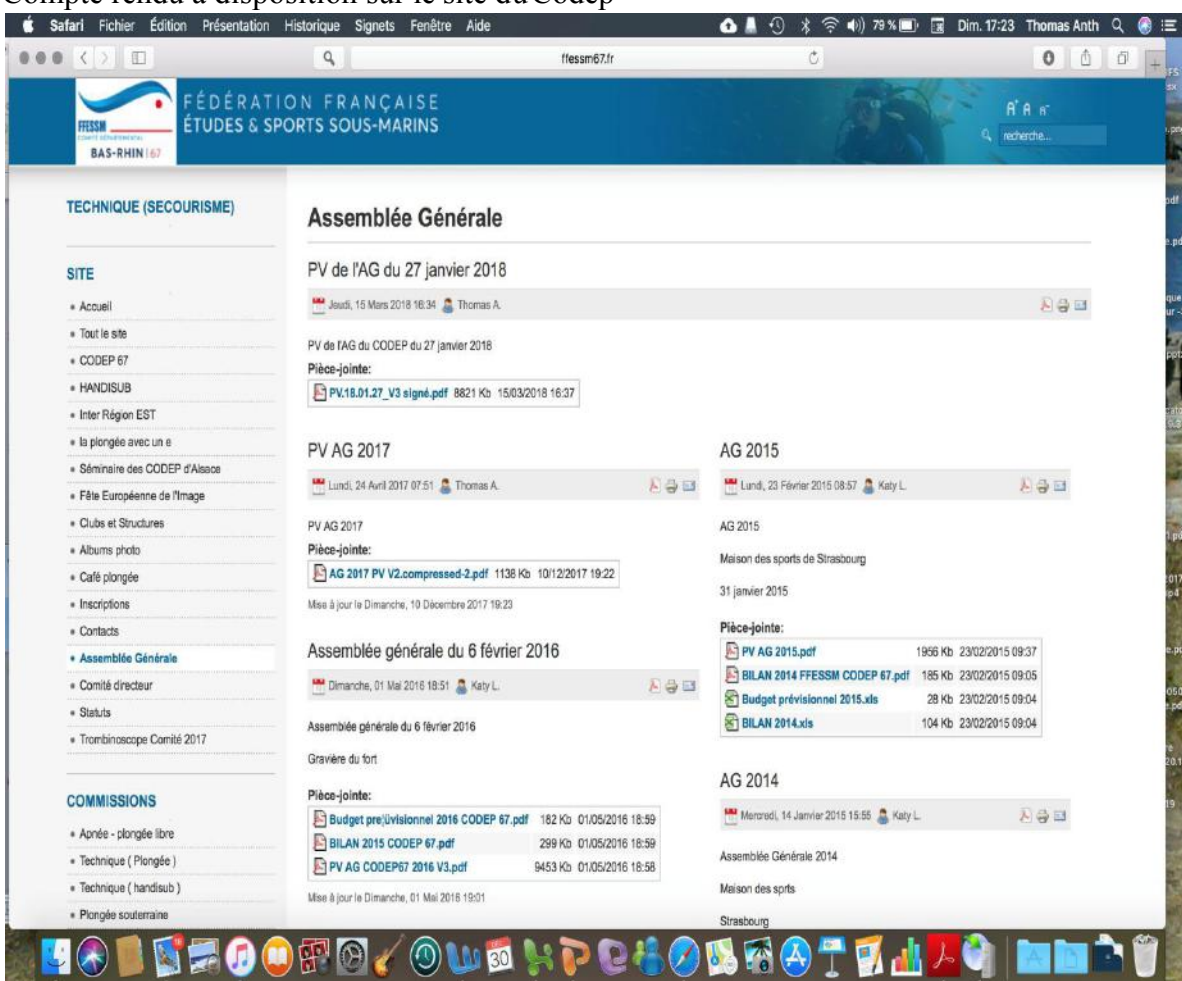 Compte rendu à disposition sur le site du Codep
Safari Fichier Édition Présentation Historique Signets Fenêtre Aide 79 % Dim. 17:23 Thomas Anth
ffessm67.fr
FFESSM
BAS-RHIN | 67
FÉDÉRATION FRANÇAISE
ÉTUDES & SPORTS SOUS-MARINS
A+ A A-
recherche...
TECHNIQUE (SECOURISME)
SITE
Accueil
Tout le site
CODEP 67
HANDISUB
Inter Région EST
la plongée avec un e
Séminaire des CODEP d'Alsace
Fête Européenne de l'Image
Clubs et Structures
Albums photo
Café plongée
Inscriptions
Contacts
Assemblée Générale
Comité directeur
Statuts
Trombinoscope Comité 2017
COMMISSIONS
Apnée - plongée libre
Technique ( Plongée )
Technique ( handisub )
Plongée souterraine
Assemblée Générale
PV de l'AG du 27 janvier 2018
Jeudi, 15 Mars 2018 16:34 Thomas A.
PV de l'AG du CODEP du 27 janvier 2018
Pièce-jointe:
PV.18.01.27_V3 signé.pdf 8821 Kb 15/03/2018 16:37
PV AG 2017
Lundi, 24 Avril 2017 07:51 Thomas A.
PV AG 2017
Pièce-jointe:
AG 2017 PV V2.compressed-2.pdf 1138 Kb 10/12/2017 19:22
Mise à jour le Dimanche, 10 Décembre 2017 19:23
Assemblée générale du 6 février 2016
Dimanche, 01 Mai 2016 18:51 Katy L.
Assemblée générale du 6 février 2016
Gravière du fort
Pièce-jointe:
Budget pre¦üvisionnel 2016 CODEP 67.pdf 182 Kb 01/05/2016 18:59
BILAN 2015 CODEP 67.pdf 299 Kb 01/05/2016 18:59
PV AG CODEP67 2016 V3.pdf 9453 Kb 01/05/2016 18:58
Mise à jour le Dimanche, 01 Mai 2016 19:01
AG 2015
Lundi, 23 Février 2015 08:57 Katy L.
AG 2015
Maison des sports de Strasbourg
31 janvier 2015
Pièce-jointe:
PV AG 2015.pdf 1956 Kb 23/02/2015 09:37
BILAN 2014 FFESSM CODEP 67.pdf 185 Kb 23/02/2015 09:05
Budget prévisionnel 2015.xls 28 Kb 23/02/2015 09:04
BILAN 2014.xls 104 Kb 23/02/2015 09:04
AG 2014
Mercredi, 14 Janvier 2015 15:55 Katy L.
Assemblée Générale 2014
Maison des sprts
Strasbourg
30